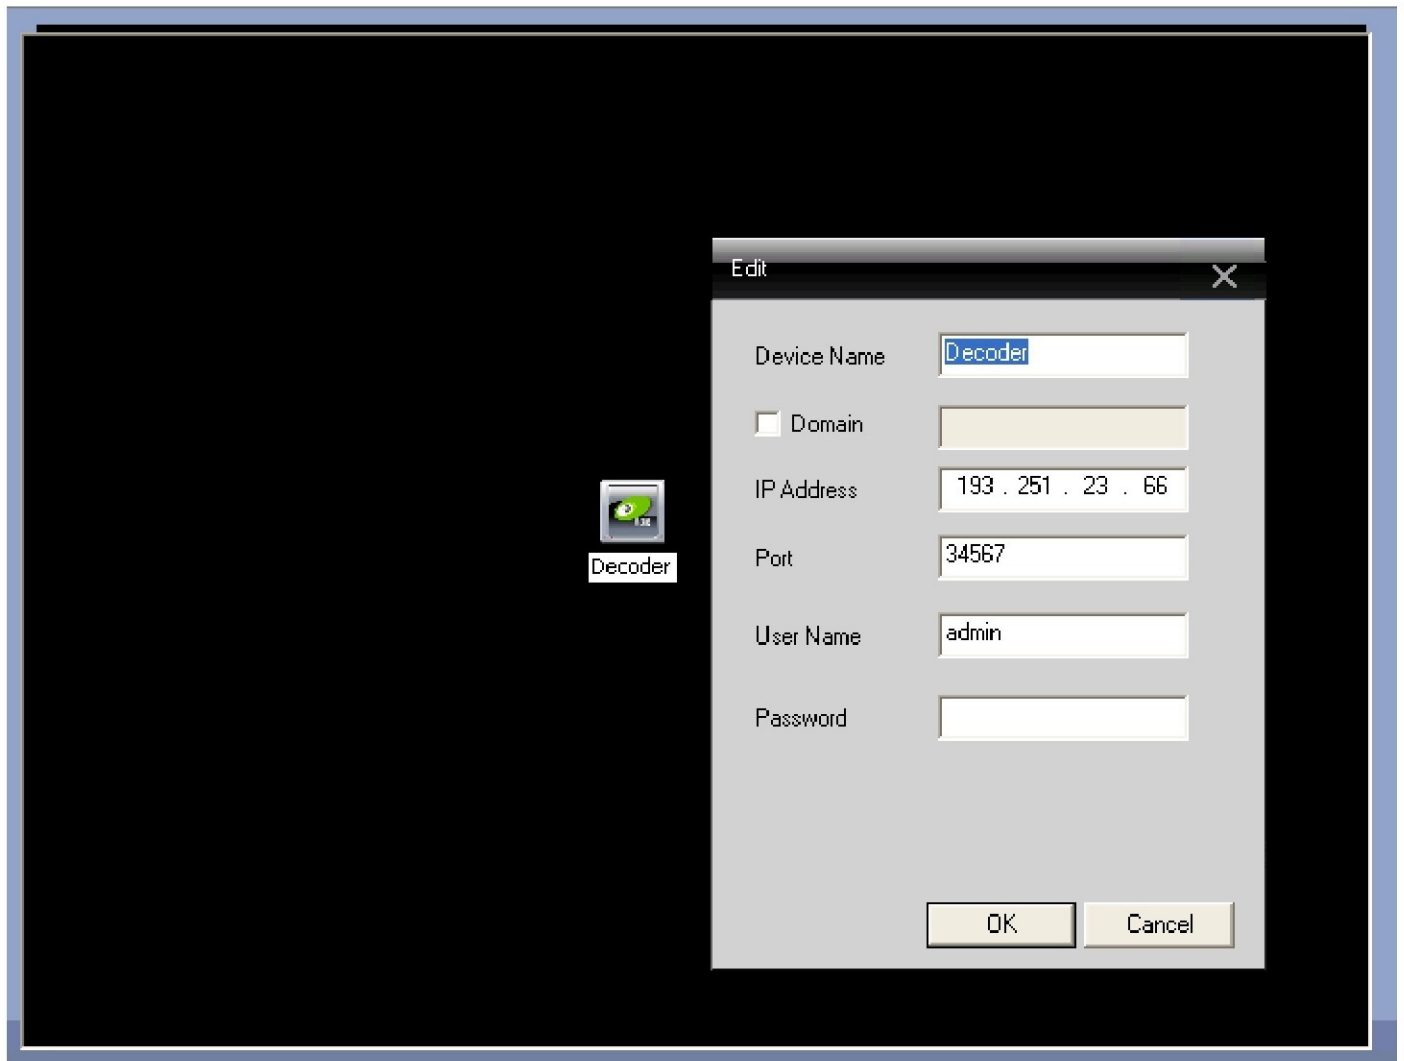 Edit
Device Name Decoder
Domain
IP Address 193 . 251 . 23 . 66
Port 34567
User Name admin
Password
Decoder
OK Cancel